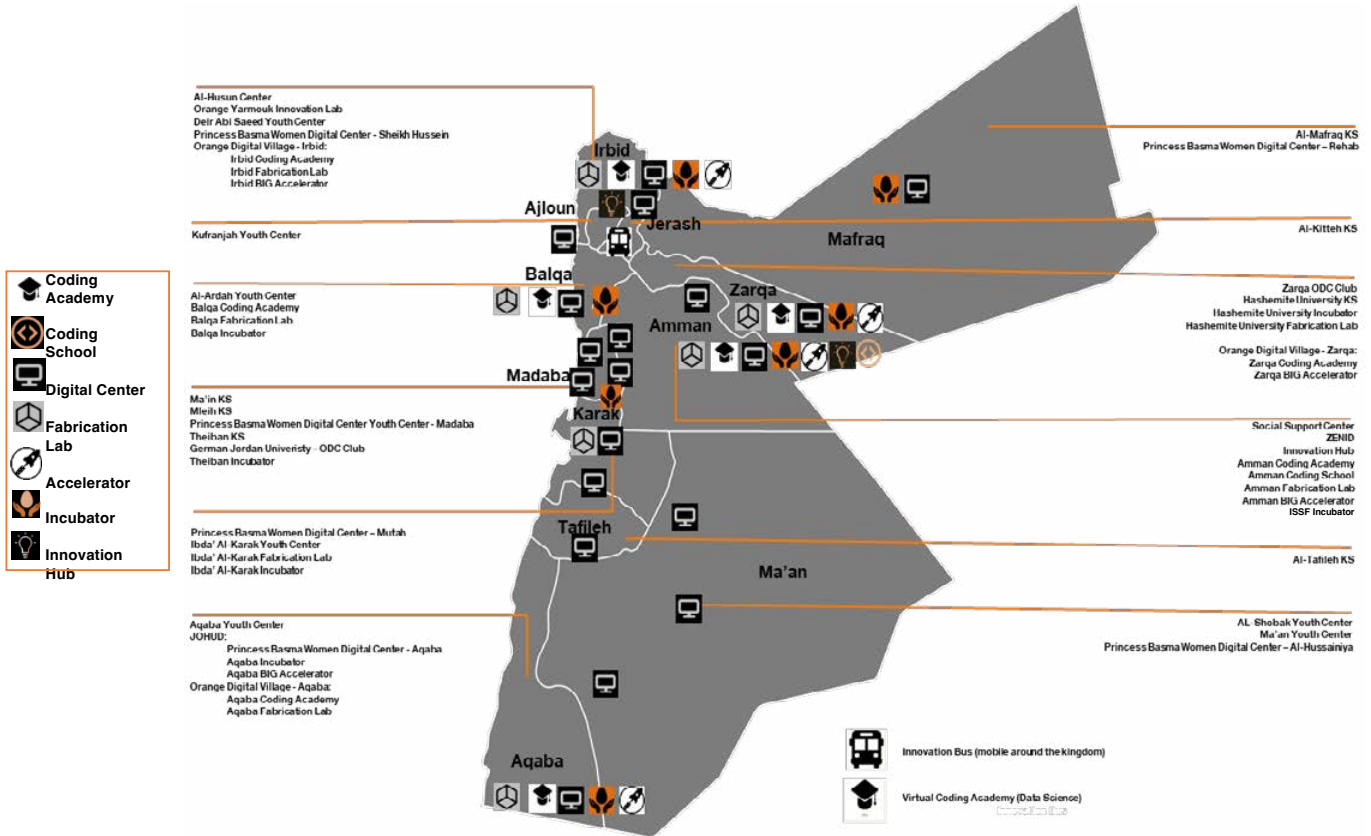 Coding
Academy
Coding
School
Digital Center
Fabrication
Lab
Accelerator
Incubator
Innovation
Hub
Al-Husun Center
Orange Yarmouk Innovation Lab
Deir Abi Saeed Youth Center
Princess Basma Women Digital Center - Sheikh Hussein
Orange Digital Village - Irbid:
Irbid Coding Academy
Irbid Fabrication Lab
Irbid BIG Accelerator
Kufranjah Youth Center
Al-Ardah Youth Center
Balqa Coding Academy
Balqa Fabrication Lab
Balqa Incubator
Ma'in KS
Mleih KS
Princess Basma Women Digital Center Youth Center - Madaba
Theiban KS
German Jordan Univeristy - ODC Club
Theiban Incubator
Princess Basma Women Digital Center – Mutah
Ibda' Al-Karak Youth Center
Ibda' Al-Karak Fabrication Lab
Ibda' Al-Karak Incubator
Aqaba Youth Center
JOHUD:
Princess Basma Women Digital Center - Aqaba
Aqaba Incubator
Aqaba BIG Accelerator
Orange Digital Village - Aqaba:
Aqaba Coding Academy
Aqaba Fabrication Lab
Irbid
Ajloun
Jerash
Mafraq
Balqa
Zarqa
Amman
Madaba
Karak
Tafileh
Ma'an
Aqaba
Al-Mafraq KS
Princess Basma Women Digital Center – Rehab
Al-Kitteh KS
Zarqa ODC Club
Hashemite University KS
Hashemite University Incubator
Hashemite University Fabrication Lab
Orange Digital Village - Zarqa:
Zarqa Coding Academy
Zarqa BIG Accelerator
Social Support Center
ZENID
Innovation Hub
Amman Coding Academy
Amman Coding School
Amman Fabrication Lab
Amman BIG Accelerator
ISSF Incubator
Al-Tafileh KS
AL-Shobak Youth Center
Ma'an Youth Center
Princess Basma Women Digital Center – Al-Hussainiya
Innovation Bus (mobile around the kingdom)
Virtual Coding Academy (Data Science)